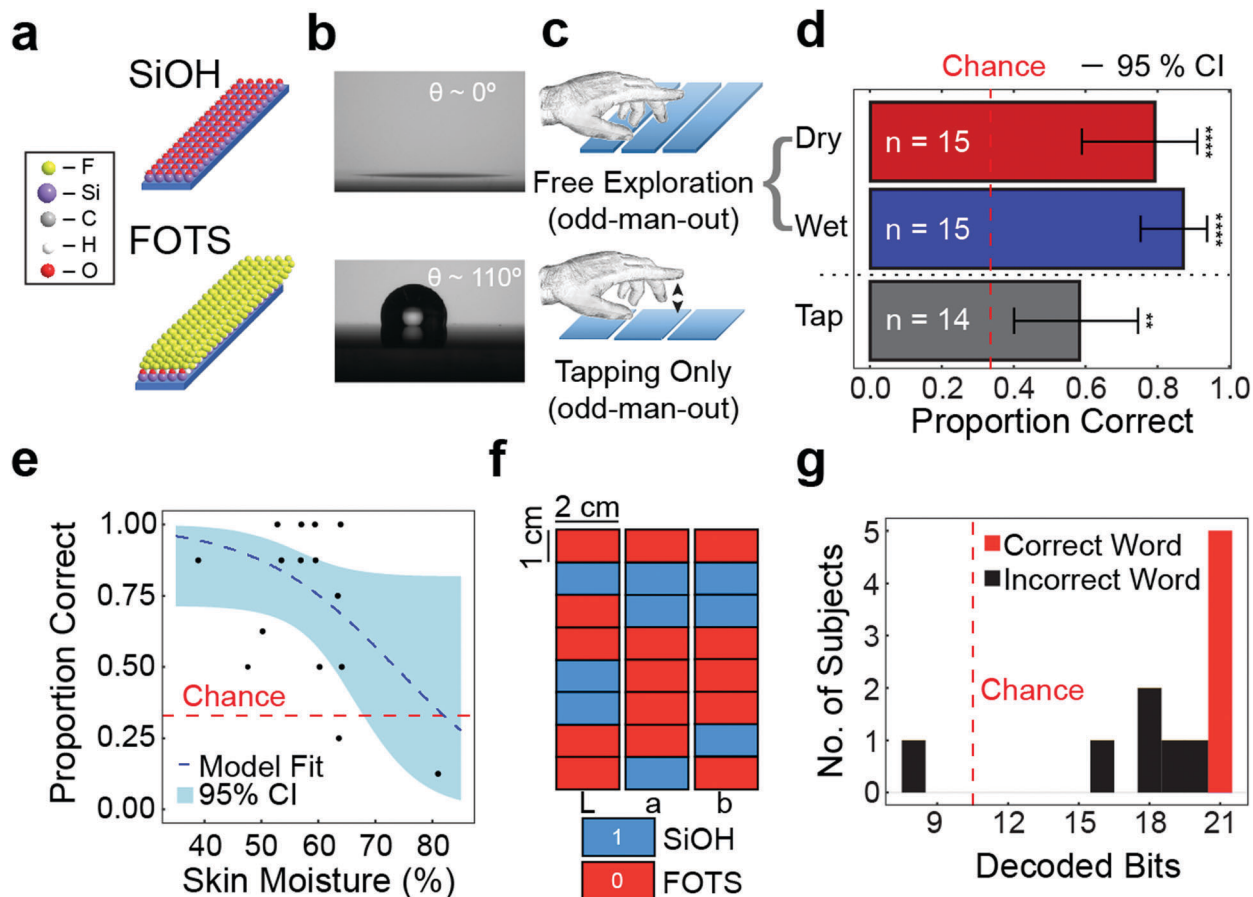 a
SiOH
– F
– Si
– C
– H
– O
FOTS
b
θ ~ 0º
θ ~ 110º
c
Free Exploration
(odd-man-out)
Tapping Only
(odd-man-out)
d
Chance
– 95 % CI
Dry
n = 15
****
Wet
n = 15
****
Tap
n = 14
**
0.0 0.2 0.4 0.6 0.8 1.0
Proportion Correct
e
Proportion Correct
1.00
0.75
0.50
0.25
0.00
Chance
Model Fit
95% CI
40 50 60 70 80
Skin Moisture (%)
f
2 cm
1 cm
L a b
1 SiOH
0 FOTS
g
No. of Subjects
5
4
3
2
1
0
Correct Word
Incorrect Word
Chance
9 12 15 18 21
Decoded Bits